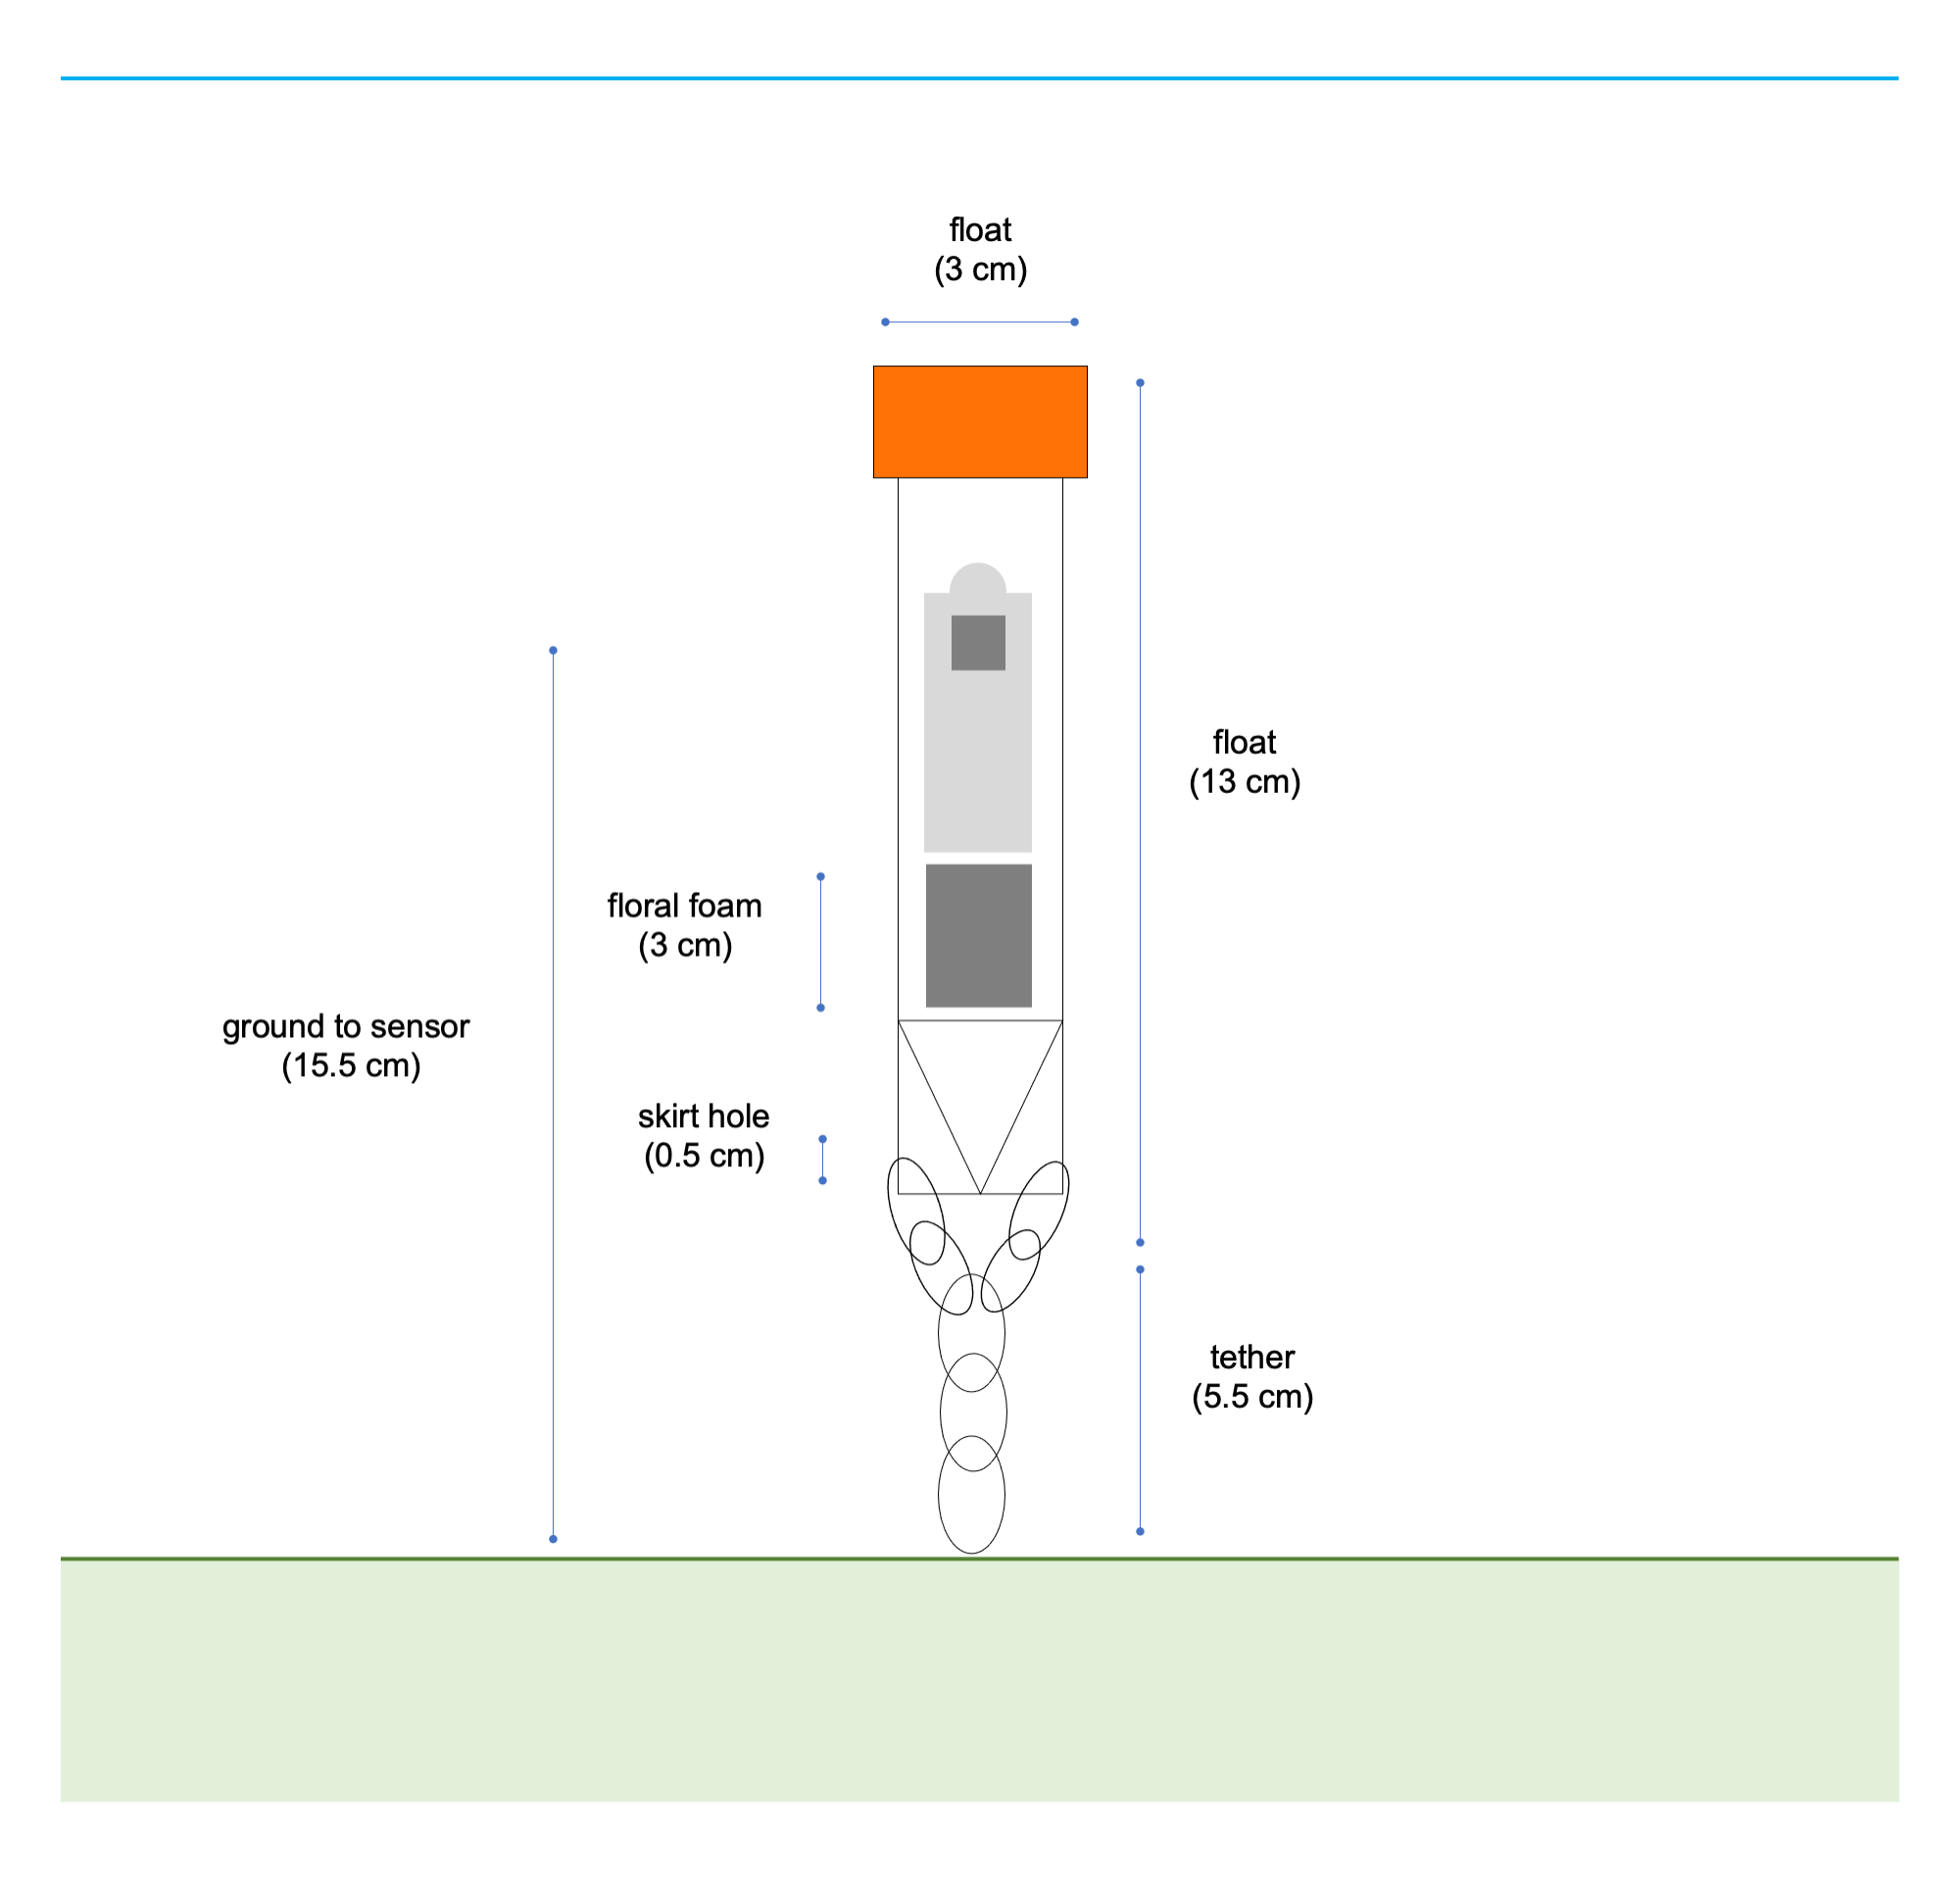 float
(3 cm)
float
(13 cm)
floral foam
(3 cm)
ground to sensor
(15.5 cm)
skirt hole
(0.5 cm)
tether
(5.5 cm)